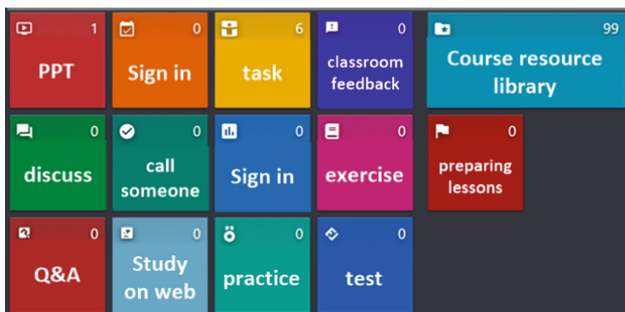 1 0 6 0 99
PPT Sign in task classroom feedback Course resource library
0 0 0 0 0
discuss call someone Sign in exercise preparing lessons
0 0 0 0
Q&A Study on web practice test